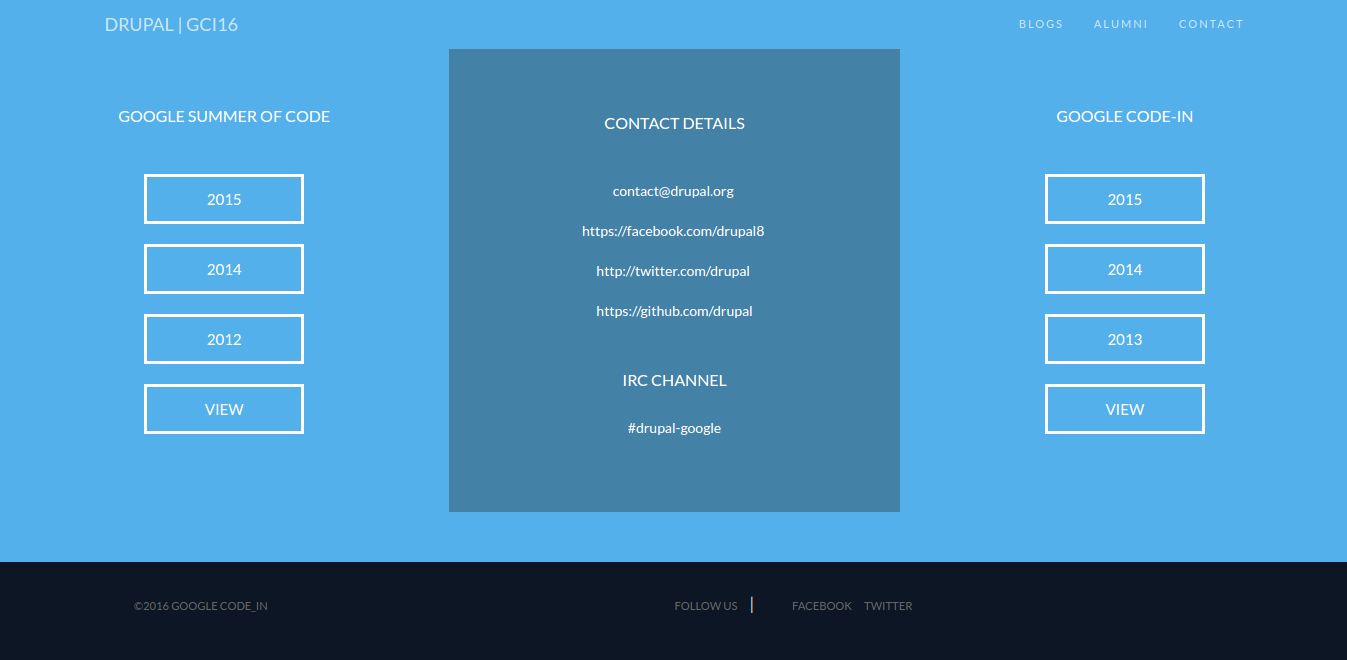 DRUPAL | GCI16
BLOGS ALUMNI CONTACT
GOOGLE SUMMER OF CODE
2015
2014
2012
VIEW
CONTACT DETAILS
contact@drupal.org
https://facebook.com/drupal8
http://twitter.com/drupal
https://github.com/drupal
IRC CHANNEL
#drupal-google
GOOGLE CODE-IN
2015
2014
2013
VIEW
©2016 GOOGLE CODE_IN
FOLLOW US | FACEBOOK TWITTER